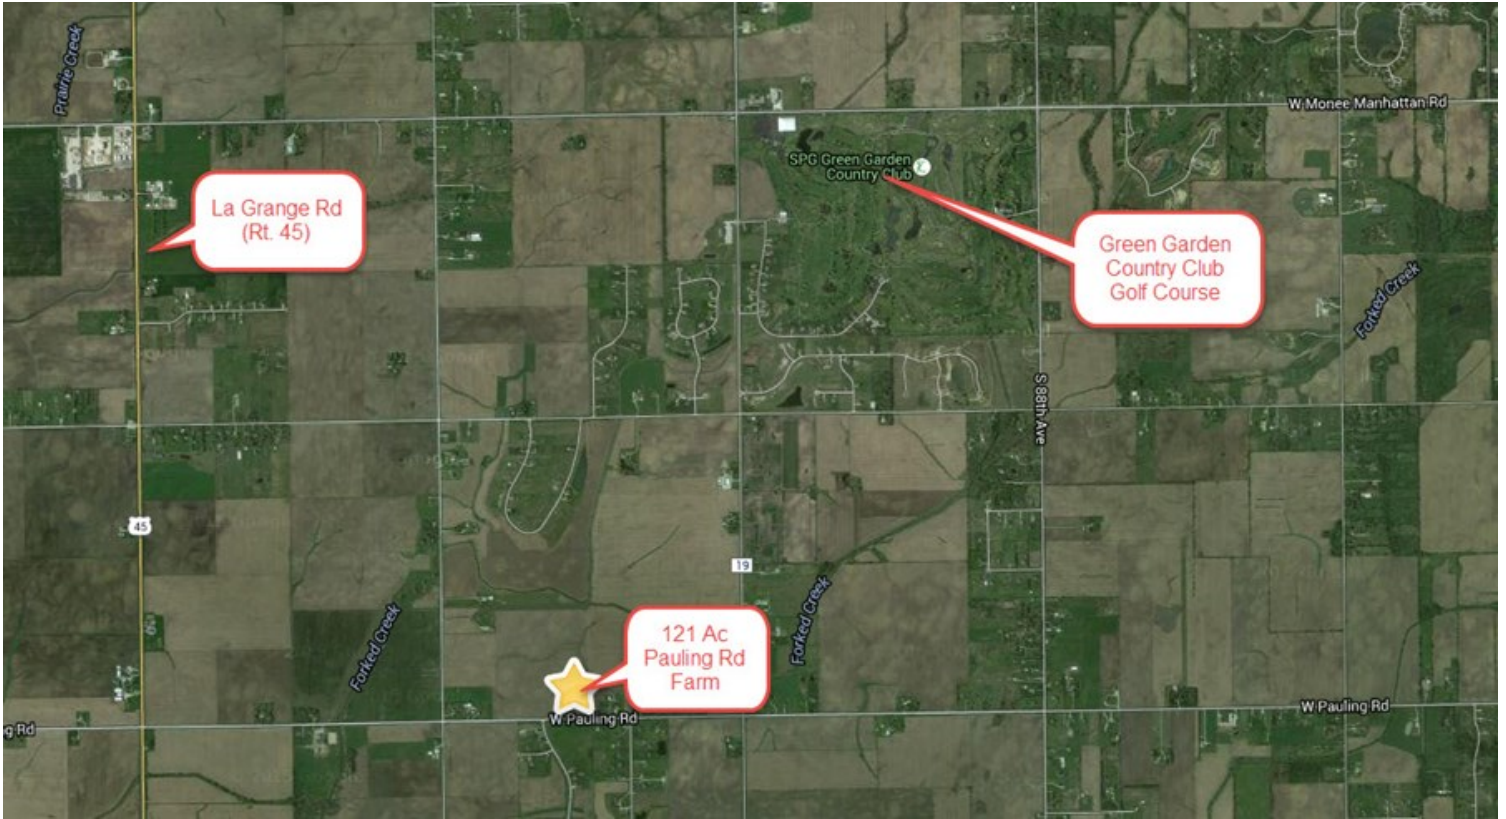 Prairie Creek
W Monee Manhattan Rd
SPG Green Garden
Country Club
La Grange Rd
(Rt. 45)
Green Garden
Country Club
Golf Course
Forked Creek
S 88th Ave
45
19
Forked Creek
Forked Creek
121 Ac
Pauling Rd
Farm
W Pauling Rd
W Pauling Rd
g Rd